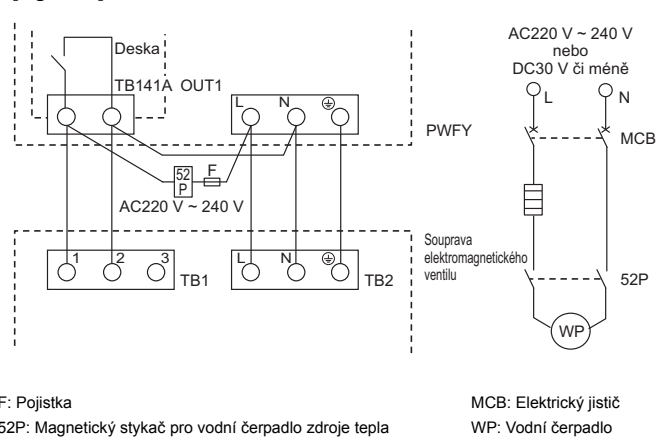 Deska
TB141A OUT1
L N
PWFY
52
P
F
AC220 V ~ 240 V
1 2 3
TB1
L N
TB2
Souprava
elektromagnetického
ventilu
AC220 V ~ 240 V
nebo
DC30 V či méně
L N
MCB
52P
WP
F: Pojistka
52P: Magnetický stykač pro vodní čerpadlo zdroje tepla
MCB: Elektrický jistič
WP: Vodní čerpadlo